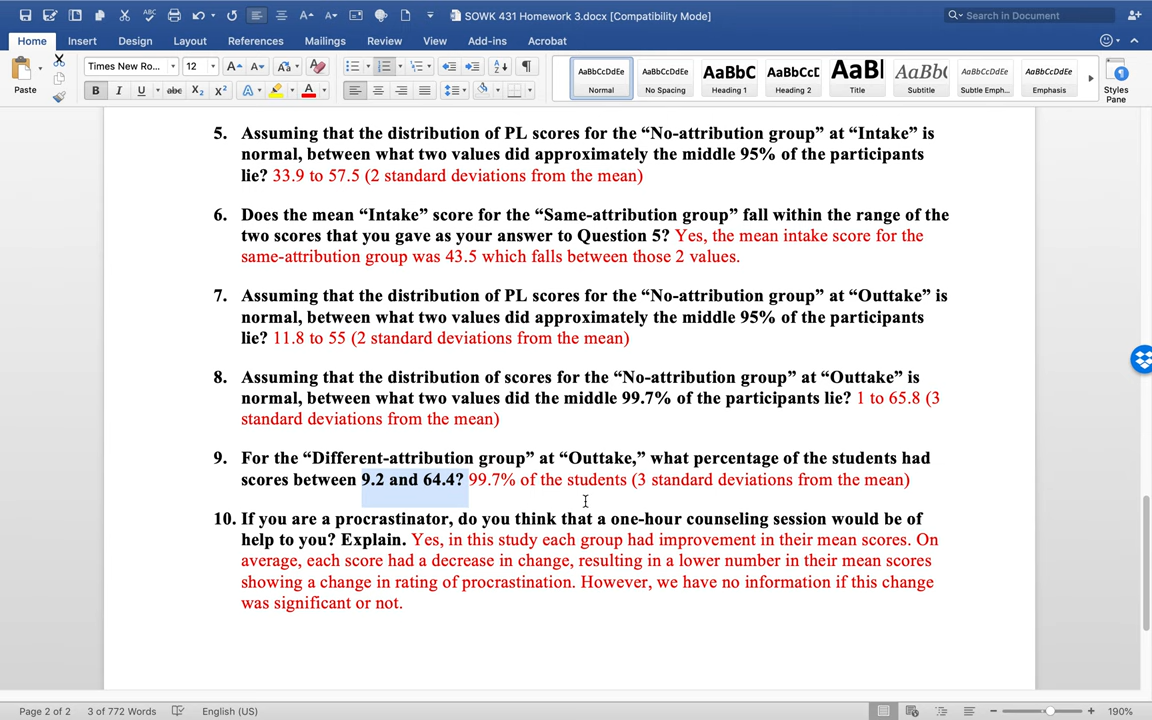 SOWK 431 Homework 3.docx [Compatibility Mode]
Search in Document
Home Insert Design Layout References Mailings Review View Add-ins Acrobat
Paste
Times New Ro... 12
AaBbCcDdEe Normal
AaBbCcDdEe No Spacing
AaBbC Heading 1
AaBbCcD Heading 2
AaBb Title
AaBbC Subtitle
AaBbCcDdEe Subtle Emph...
AaBbCcDdEe Emphasis
Styles Pane
5. Assuming that the distribution of PL scores for the “No-attribution group” at “Intake” is
normal, between what two values did approximately the middle 95% of the participants
lie? 33.9 to 57.5 (2 standard deviations from the mean)
6. Does the mean “Intake” score for the “Same-attribution group” fall within the range of the
two scores that you gave as your answer to Question 5? Yes, the mean intake score for the
same-attribution group was 43.5 which falls between those 2 values.
7. Assuming that the distribution of PL scores for the “No-attribution group” at “Outtake” is
normal, between what two values did approximately the middle 95% of the participants
lie? 11.8 to 55 (2 standard deviations from the mean)
8. Assuming that the distribution of scores for the “No-attribution group” at “Outtake” is
normal, between what two values did the middle 99.7% of the participants lie? 1 to 65.8 (3
standard deviations from the mean)
9. For the “Different-attribution group” at “Outtake,” what percentage of the students had
scores between 9.2 and 64.4? 99.7% of the students (3 standard deviations from the mean)
10. If you are a procrastinator, do you think that a one-hour counseling session would be of
help to you? Explain. Yes, in this study each group had improvement in their mean scores. On
average, each score had a decrease in change, resulting in a lower number in their mean scores
showing a change in rating of procrastination. However, we have no information if this change
was significant or not.
Page 2 of 2 3 of 772 Words English (US) 190%